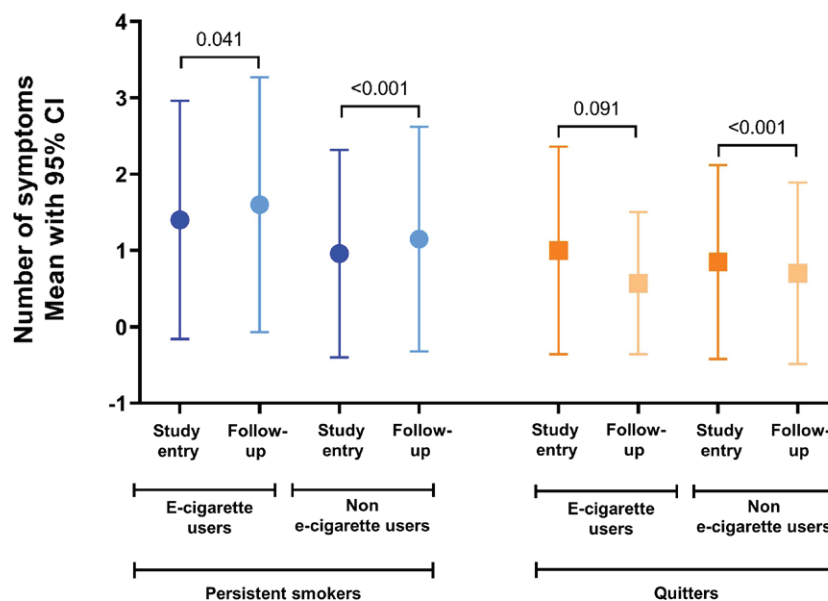 Number of symptoms
Mean with 95% CI
4
3
2
1
0
-1
0.041
<0.001
0.091
<0.001
Study entry
Follow-up
Study entry
Follow-up
Study entry
Follow-up
Study entry
Follow-up
E-cigarette users
Non e-cigarette users
E-cigarette users
Non e-cigarette users
Persistent smokers
Quitters